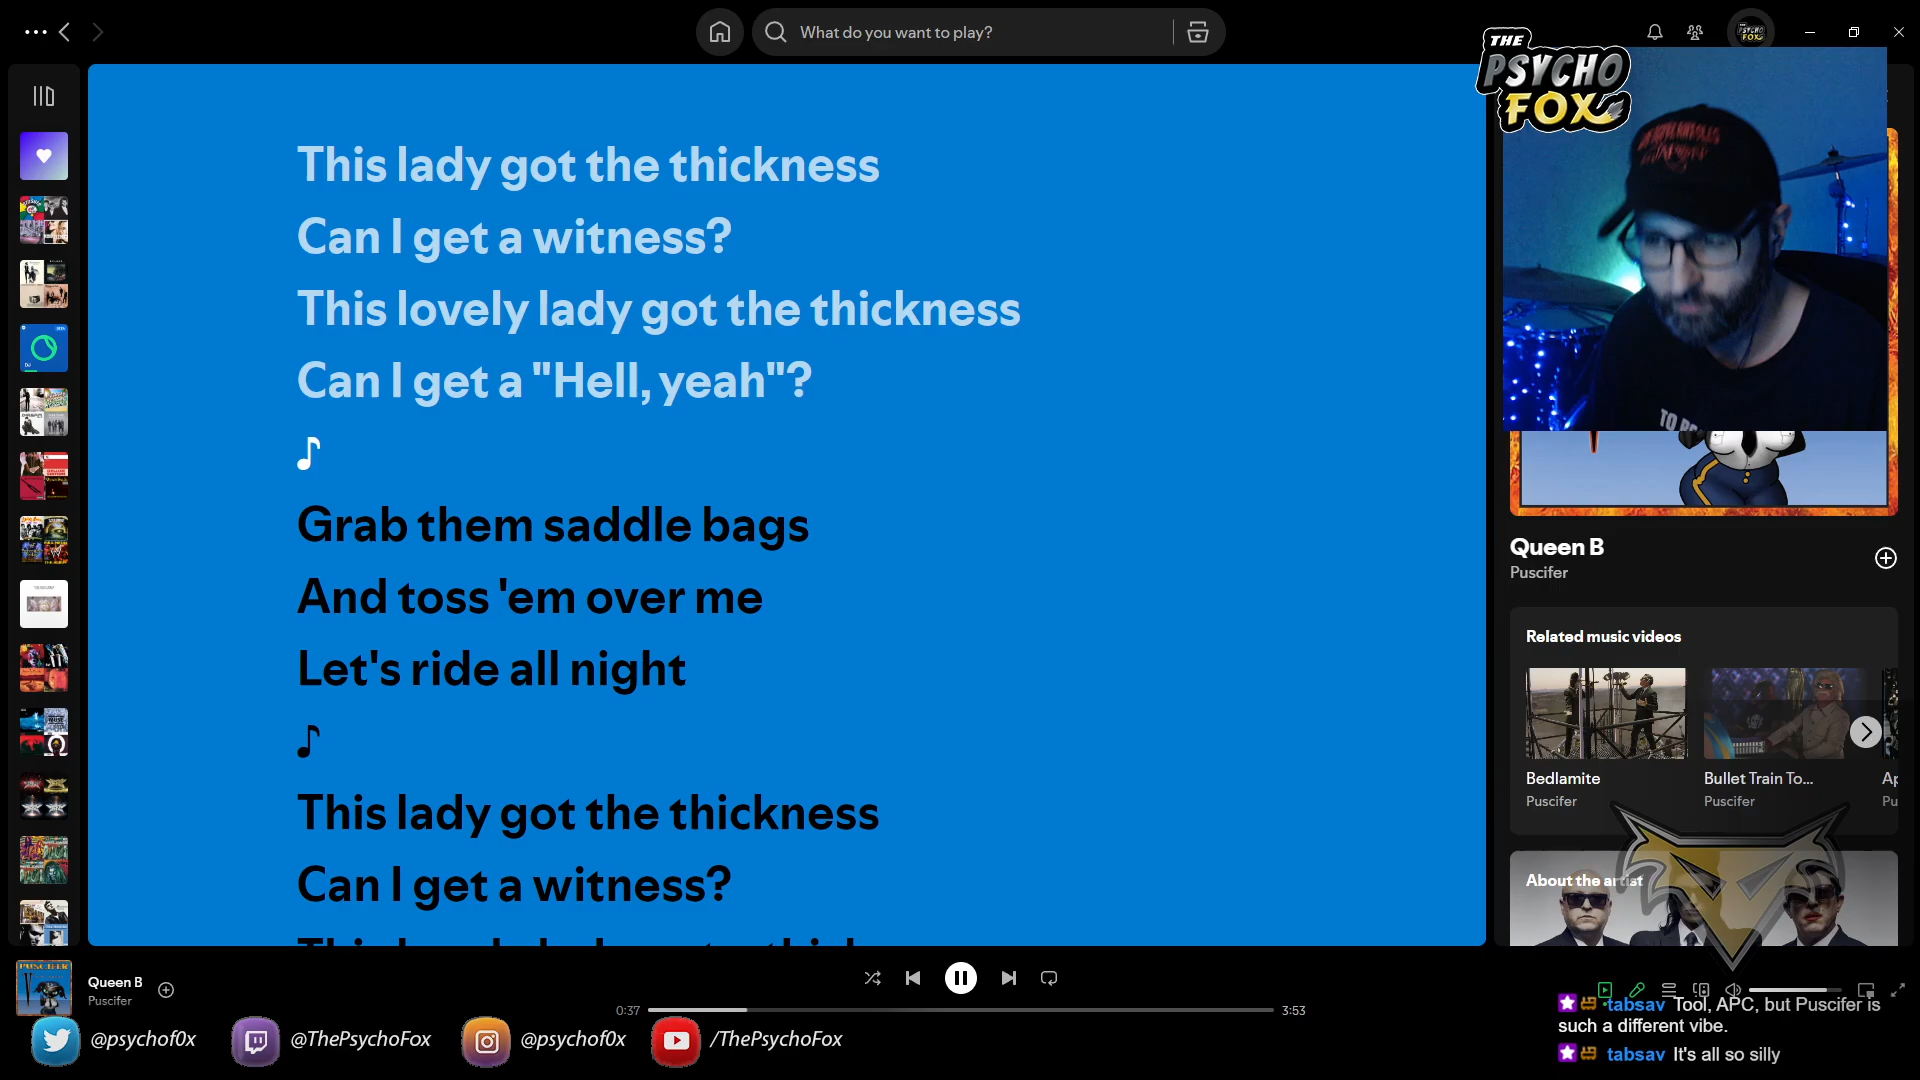 What do you want to play?
THE
PSYCHO
FOX
This lady got the thickness
Can I get a witness?
This lovely lady got the thickness
Can I get a "Hell, yeah"?
♪
Grab them saddle bags
And toss 'em over me
Let's ride all night
♪
This lady got the thickness
Can I get a witness?
Queen B
Puscifer
Related music videos
Bedlamite
Puscifer
Bullet Train To...
Puscifer
Ap
Pu
About the artist
PUSCIFER
Queen B
Puscifer
0:37
3:53
@psychof0x
@ThePsychoFox
@psychof0x
/ThePsychoFox
tabsav Tool, APC, but Puscifer is
such a different vibe.
tabsav It's all so silly